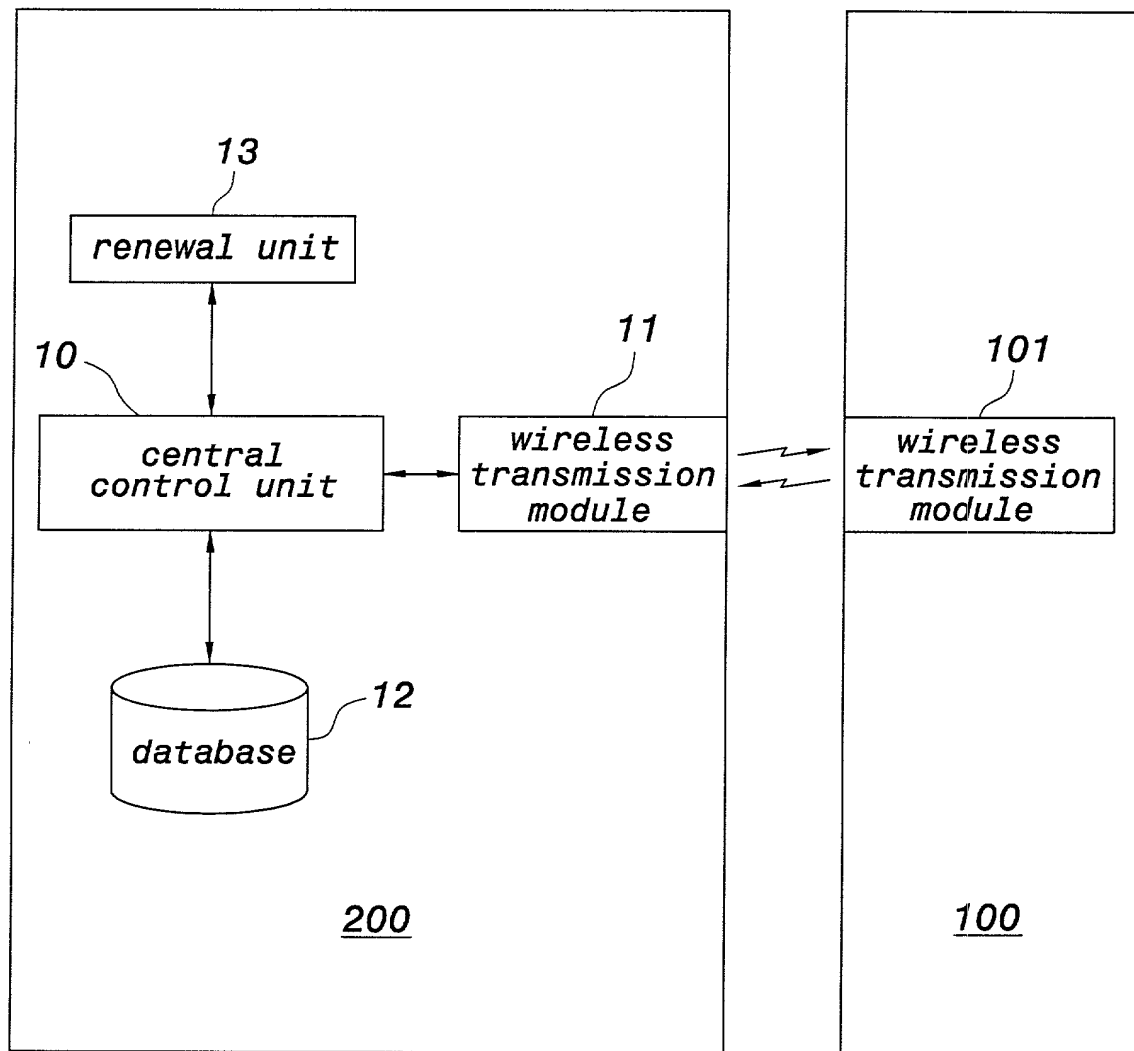 13
renewal unit
10
central
control unit
11
wireless
transmission
module
101
wireless
transmission
module
12
database
200
100